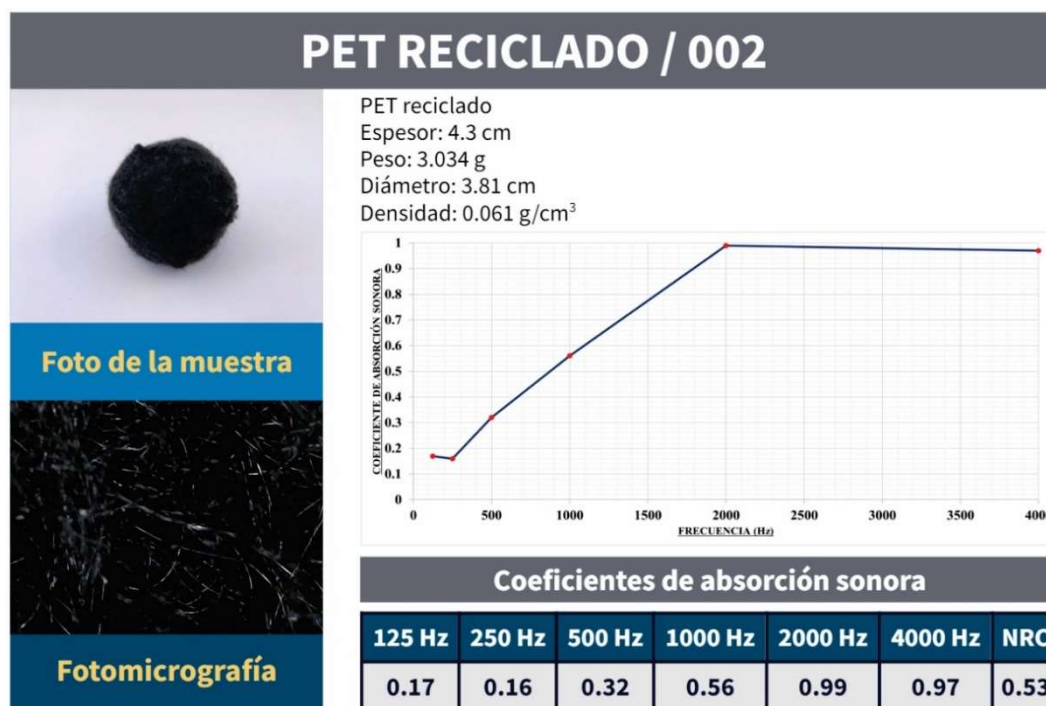 PET RECICLADO / 002
PET reciclado
Espesor: 4.3 cm
Peso: 3.034 g
Diámetro: 3.81 cm
Densidad: 0.061 g/cm³
Foto de la muestra
Fotomicrografía
COEFICIENTE DE ABSORCIÓN SONORA
1
0.9
0.8
0.7
0.6
0.5
0.4
0.3
0.2
0.1
0
0 500 1000 1500 2000 2500 3000 3500 400
FRECUENCIA (Hz)
Coeficientes de absorción sonora
125 Hz 250 Hz 500 Hz 1000 Hz 2000 Hz 4000 Hz NRC
0.17 0.16 0.32 0.56 0.99 0.97 0.53